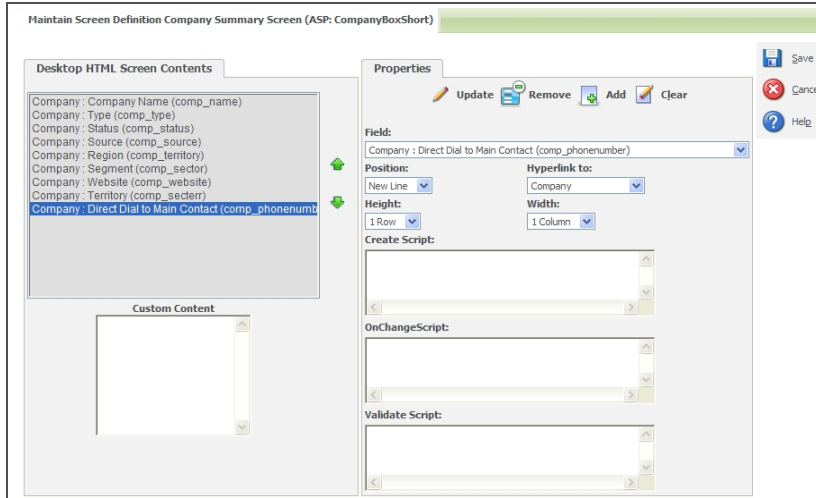 Maintain Screen Definition Company Summary Screen (ASP: CompanyBoxShort)
Save
Desktop HTML Screen Contents
Properties
Update Remove Add Clear
Help
Company : Company Name (comp_name)
Company : Type (comp_type)
Company : Status (comp_status)
Company : Source (comp_source)
Company : Region (comp_territory)
Company : Segment (comp_sector)
Company : Website (comp_website)
Company : Territory (comp_secterr)
Company : Direct Dial to Main Contact (comp_phonenumb
Field:
Company : Direct Dial to Main Contact (comp_phonenumber)
Position: Hyperlink to:
New Line Company
Height: Width:
1 Row 1 Column
Create Script:
Custom Content
OnChangeScript:
Validate Script: